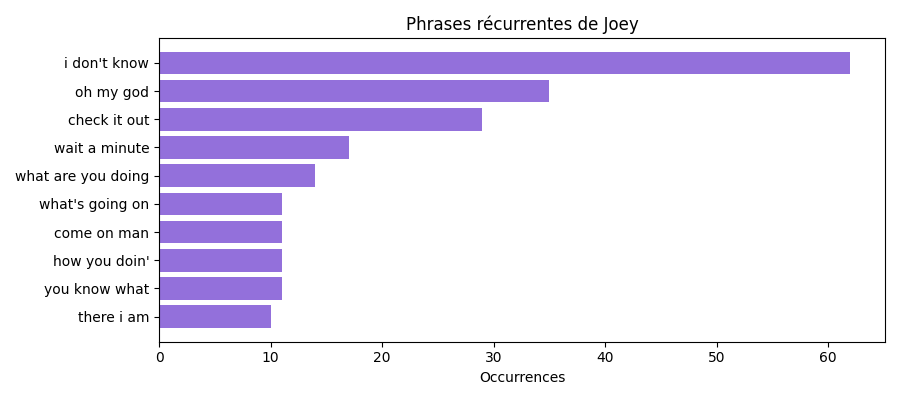 Phrases récurrentes de Joey
i don't know
oh my god
check it out
wait a minute
what are you doing
what's going on
come on man
how you doin'
you know what
there i am
0 10 20 30 40 50 60
Occurrences